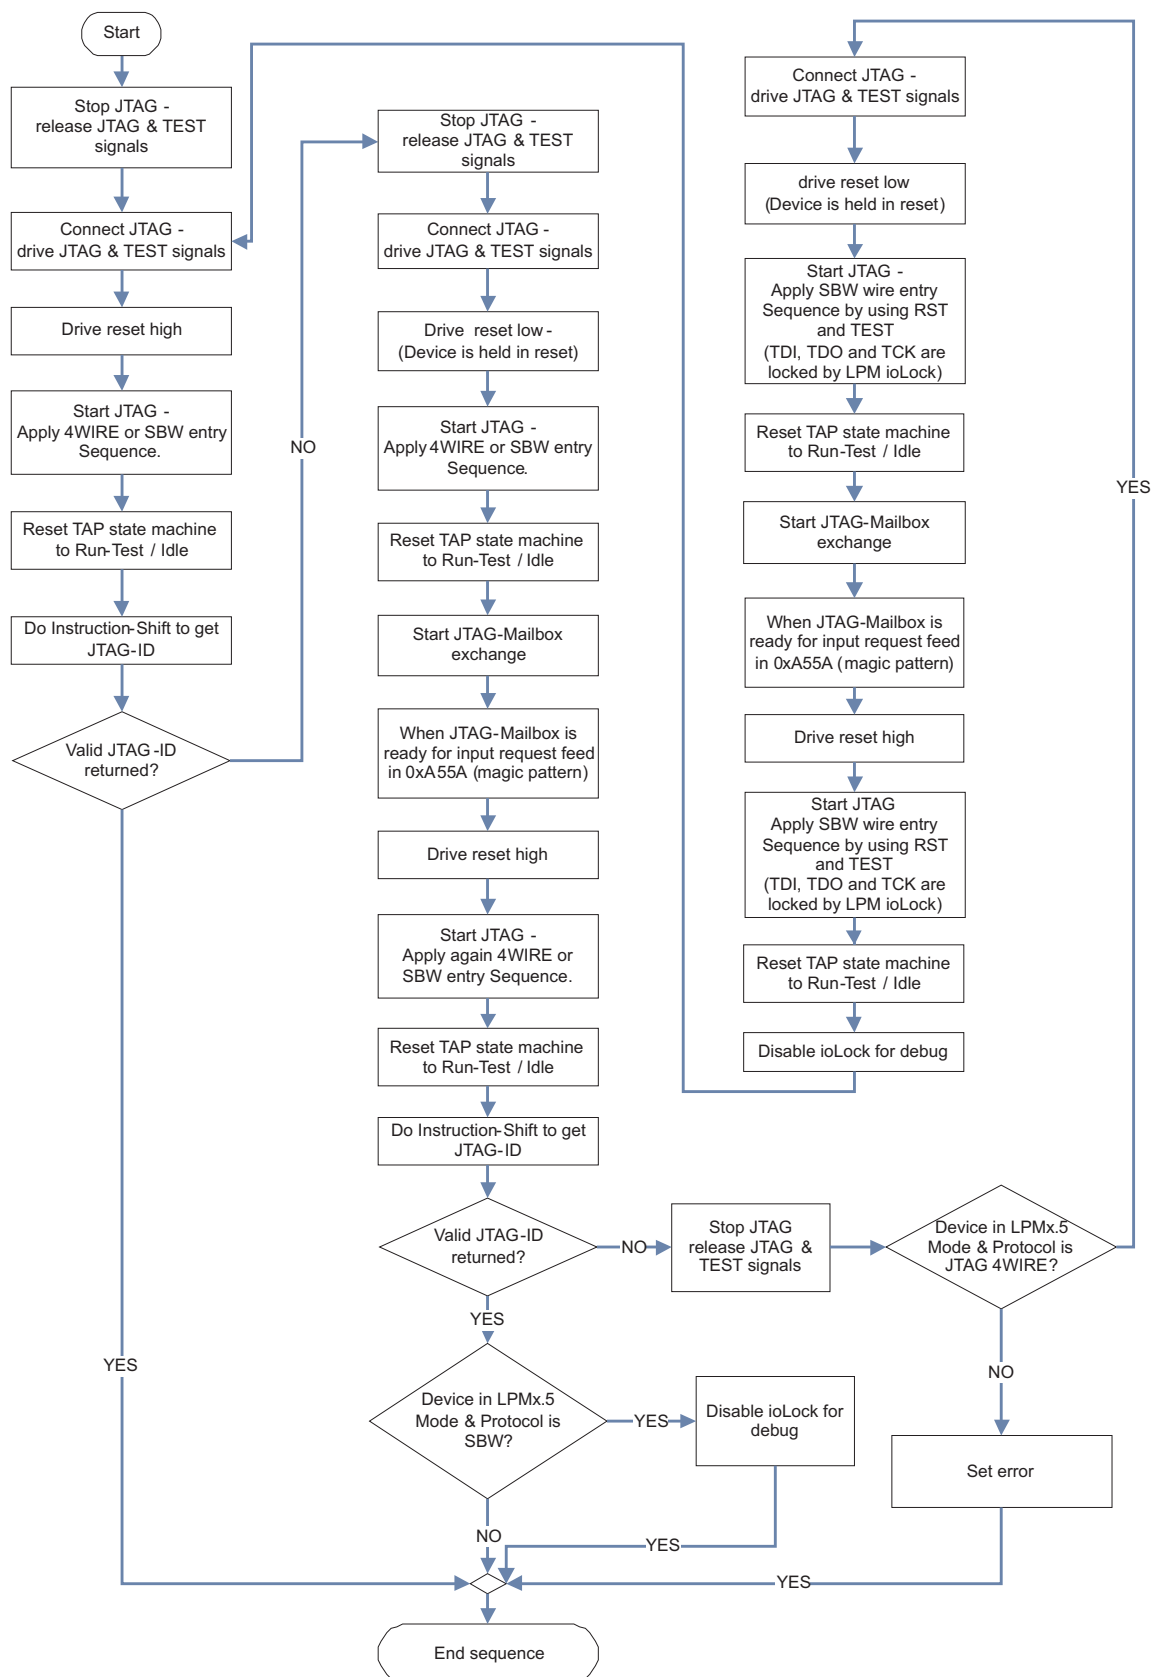 Start
Stop JTAG -
release JTAG & TEST
signals
Connect JTAG -
drive JTAG & TEST signals
Drive reset high
Start JTAG -
Apply 4WIRE or SBW entry
Sequence.
Reset TAP state machine
to Run-Test / Idle
Do Instruction-Shift to get
JTAG-ID
Valid JTAG-ID
returned?
NO
YES
Stop JTAG -
release JTAG & TEST
signals
Connect JTAG -
drive JTAG & TEST signals
Drive reset low -
(Device is held in reset)
Start JTAG -
Apply 4WIRE or SBW entry
Sequence.
Reset TAP state machine
to Run-Test / Idle
Start JTAG-Mailbox
exchange
When JTAG-Mailbox is
ready for input request feed
in 0xA55A (magic pattern)
Drive reset high
Start JTAG -
Apply again 4WIRE or
SBW entry Sequence.
Reset TAP state machine
to Run-Test / Idle
Do Instruction-Shift to get
JTAG-ID
Valid JTAG-ID
returned?
NO
Stop JTAG
release JTAG &
TEST signals
Device in LPMx.5
Mode & Protocol is
JTAG 4WIRE?
YES
Connect JTAG -
drive JTAG & TEST signals
drive reset low
(Device is held in reset)
Start JTAG -
Apply SBW wire entry
Sequence by using RST
and TEST
(TDI, TDO and TCK are
locked by LPM ioLock)
Reset TAP state machine
to Run-Test / Idle
Start JTAG-Mailbox
exchange
When JTAG-Mailbox is
ready for input request feed
in 0xA55A (magic pattern)
Drive reset high
Start JTAG
Apply SBW wire entry
Sequence by using RST
and TEST
(TDI, TDO and TCK are
locked by LPM ioLock)
Reset TAP state machine
to Run-Test / Idle
Disable ioLock for debug
YES
Device in LPMx.5
Mode & Protocol is
SBW?
YES
Disable ioLock for
debug
NO
Set error
NO
YES
YES
End sequence